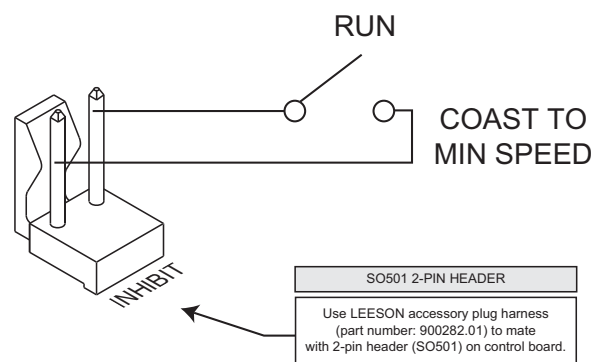 RUN
COAST TO
MIN SPEED
INHIBIT
SO501 2-PIN HEADER
Use LEESON accessory plug harness
(part number: 900282.01) to mate
with 2-pin header (SO501) on control board.